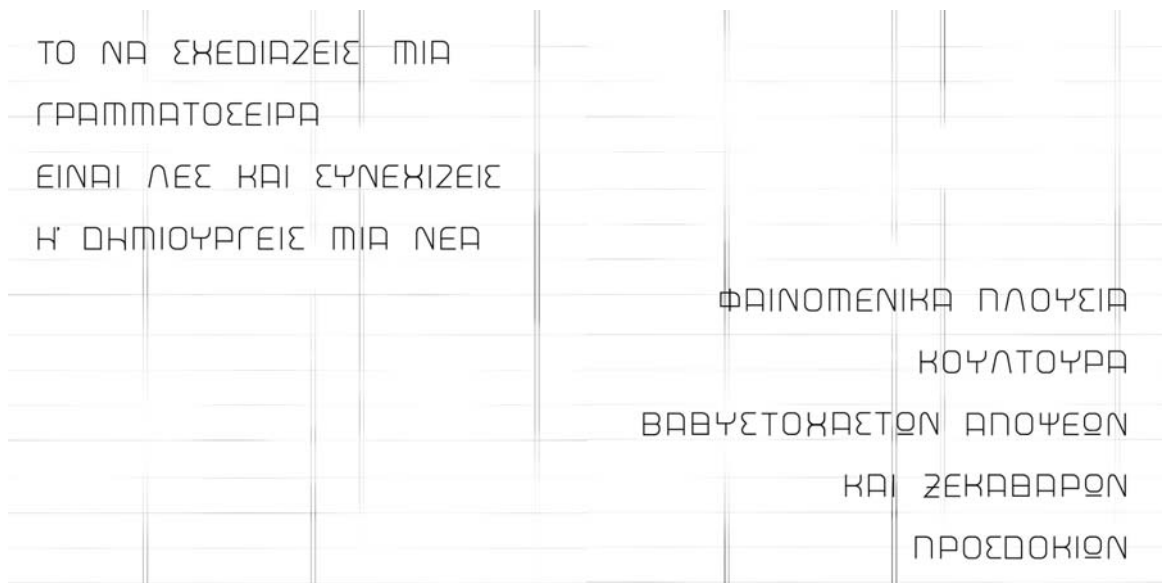 ΤΟ ΝΑ ΣΧΕΔΙΑΖΕΙΣ ΜΙΑ
ΓΡΑΜΜΑΤΟΣΕΙΡΑ
ΕΙΝΑΙ ΛΕΣ ΚΑΙ ΣΥΝΕΧΙΖΕΙΣ
Η' ΔΗΜΙΟΥΡΓΕΙΣ ΜΙΑ ΝΕΑ
ΦΑΙΝΟΜΕΝΙΚΑ ΠΛΟΥΣΙΑ
ΚΟΥΛΤΟΥΡΑ
ΒΑΒΥΣΤΟΧΑΣΤΩΝ ΑΠΟΨΕΩΝ
ΚΑΙ ΞΕΚΑΒΑΡΩΝ
ΠΡΟΣΔΟΚΙΩΝ